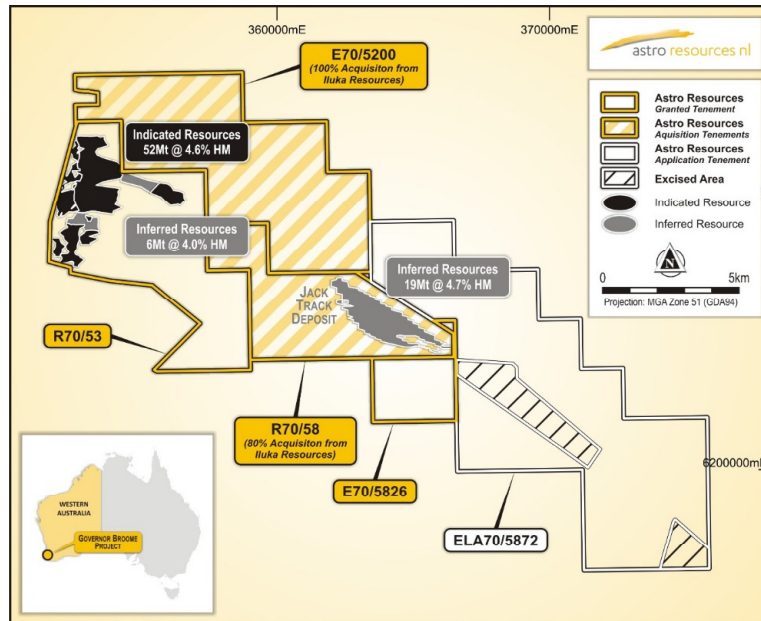 360000mE
370000mE
E70/5200
(100% Acquisiton from
Iluka Resources)
astro resources nl
Astro Resources
Granted Tenement
Astro Resources
Aquisition Tenements
Astro Resources
Application Tenement
Excised Area
Indicated Resource
Inferred Resource
N
0
5km
Projection: MGA Zone 51 (GDA94)
Indicated Resources
52Mt @ 4.6% HM
Inferred Resources
6Mt @ 4.0% HM
Inferred Resources
19Mt @ 4.7% HM
JACK
TRACK
DEPOSIT
R70/53
R70/58
(80% Acquisiton from
Iluka Resources)
E70/5826
6200000mN
ELA70/5872
WESTERN
AUSTRALIA
GOVERNOR BROOME
PROJECT